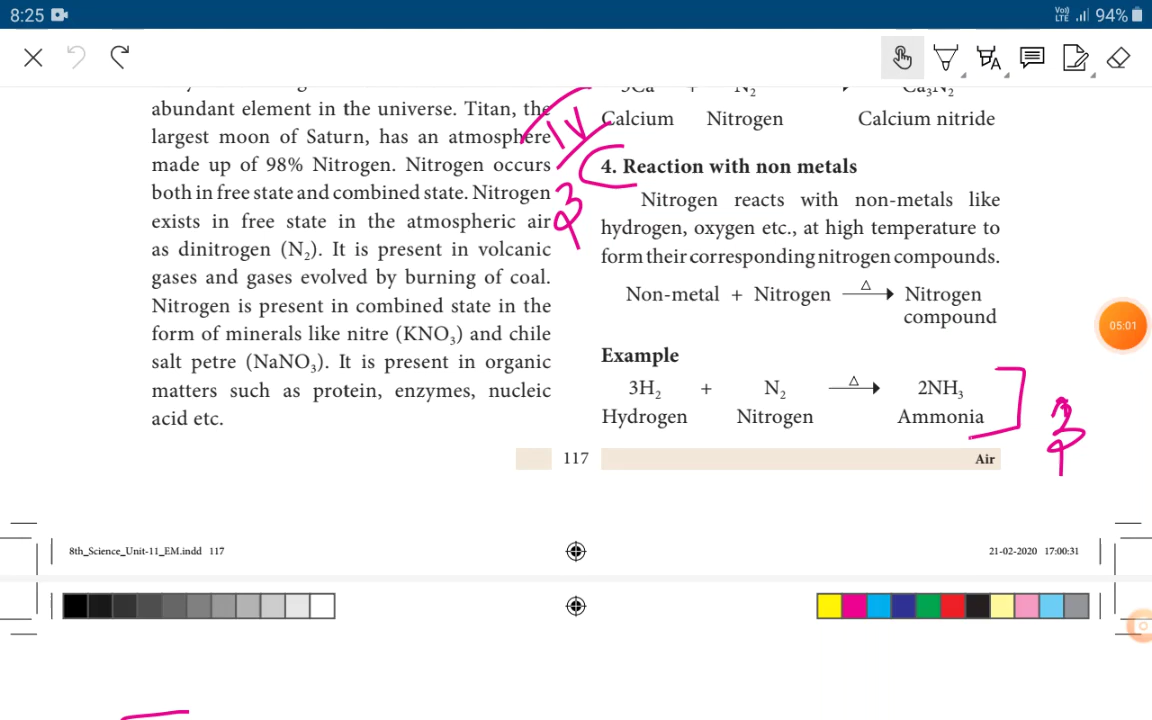 8:25
Vo)) LTE 94%
abundant element in the universe. Titan, the
largest moon of Saturn, has an atmosphere
made up of 98% Nitrogen. Nitrogen occurs
both in free state and combined state. Nitrogen
exists in free state in the atmospheric air
as dinitrogen (N₂). It is present in volcanic
gases and gases evolved by burning of coal.
Nitrogen is present in combined state in the
form of minerals like nitre (KNO₃) and chile
salt petre (NaNO₃). It is present in organic
matters such as protein, enzymes, nucleic
acid etc.
IV
3Ca + N₂ → Ca₃N₂
Calcium Nitrogen Calcium nitride
4. Reaction with non metals
Nitrogen reacts with non-metals like
hydrogen, oxygen etc., at high temperature to
form their corresponding nitrogen compounds.
Non-metal + Nitrogen —Δ→ Nitrogen
compound
Example
3H₂ + N₂ —Δ→ 2NH₃
Hydrogen Nitrogen Ammonia
117 Air
05:01
8th_Science_Unit-11_EM.indd 117 21-02-2020 17:00:31